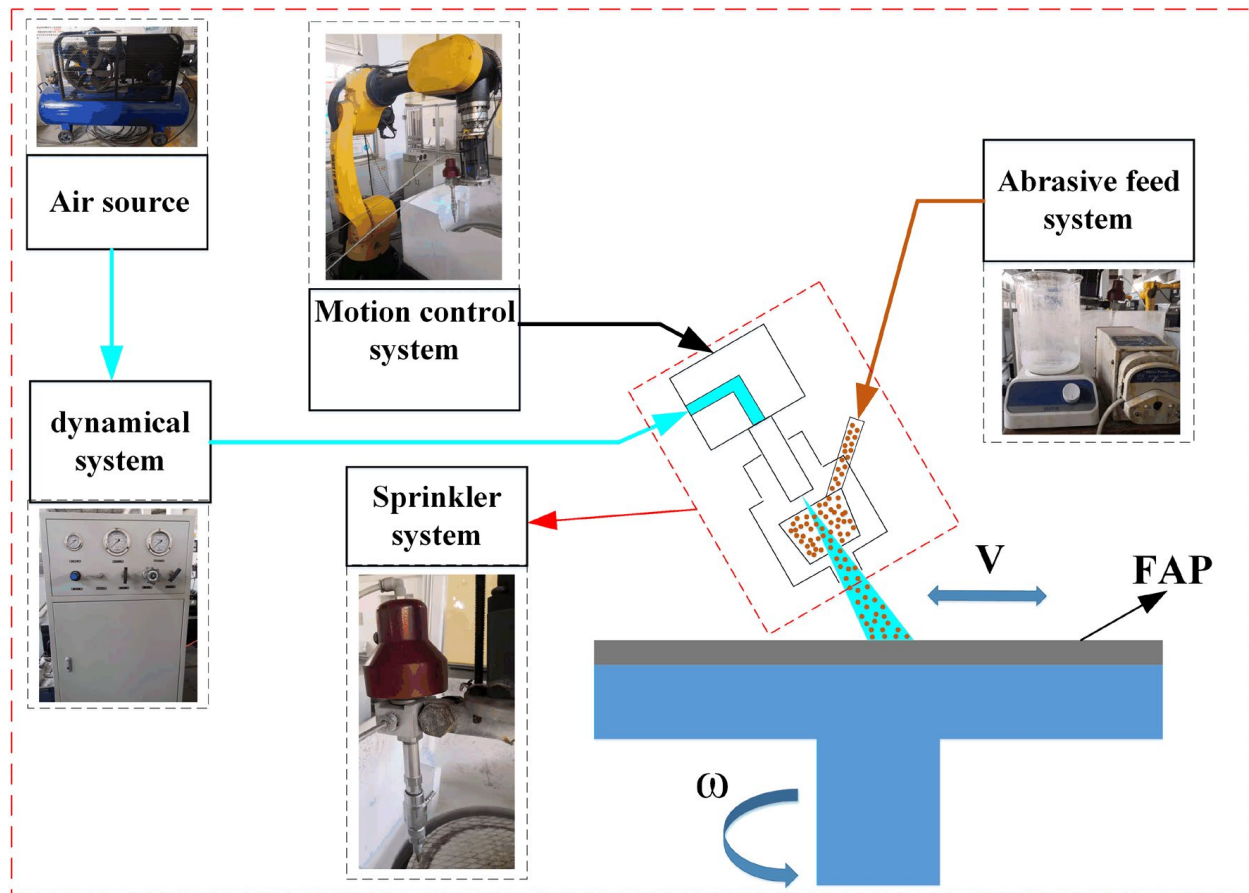 Air source
Motion control
system
Abrasive feed
system
dynamical
system
Sprinkler
system
V
FAP
ω